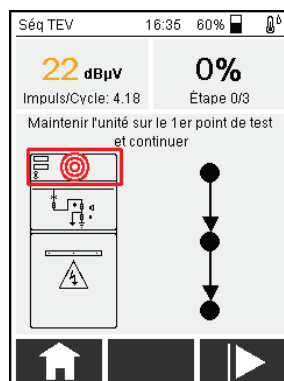 Séq TEV 16:35 60%
22 dBµV 0%
Impuls/Cycle: 4.18 Étape 0/3
Maintenir l'unité sur le 1er point de test
et continuer